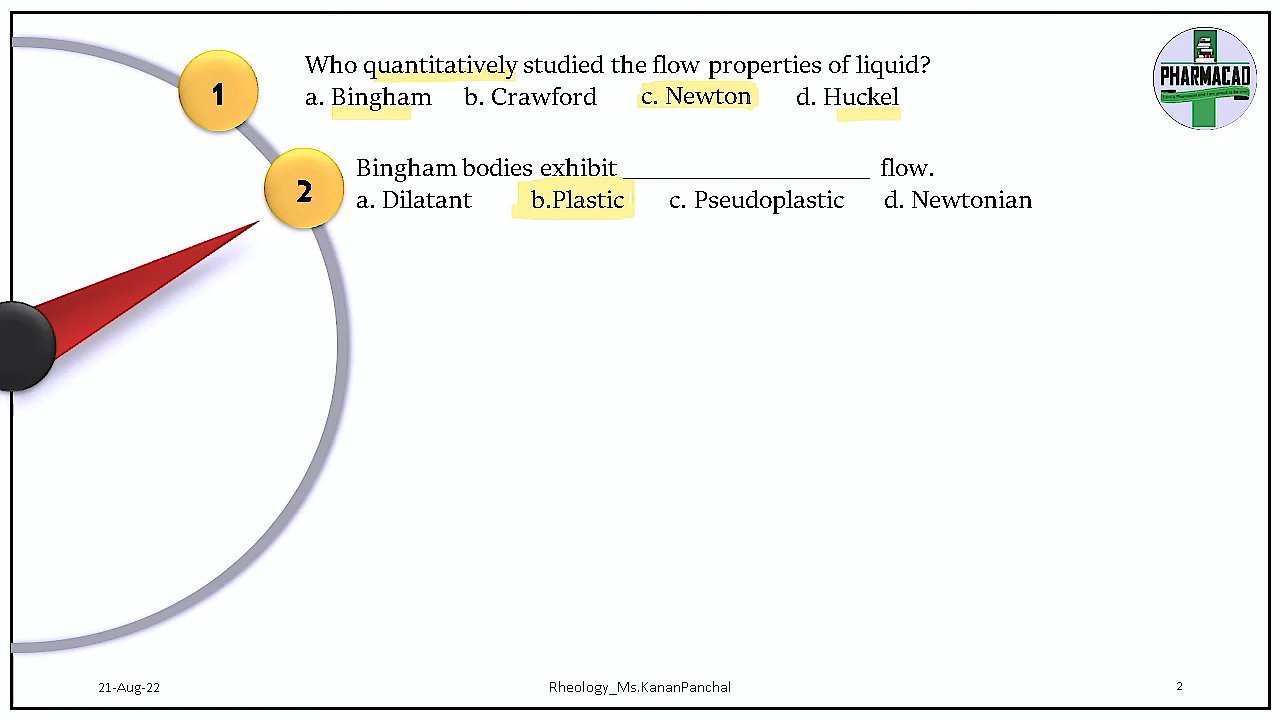 1
Who quantitatively studied the flow properties of liquid?
a. Bingham b. Crawford c. Newton d. Huckel
PHARMACAD
2
Bingham bodies exhibit ____________________ flow.
a. Dilatant b.Plastic c. Pseudoplastic d. Newtonian
21-Aug-22 Rheology_Ms.KananPanchal 2